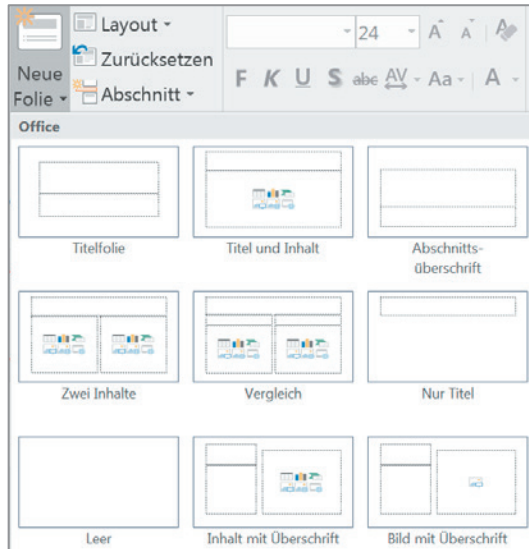 Neue
Folie
Layout
Zurücksetzen
Abschnitt
24
A A A
F K U S abc AV Aa A
Office
Titelfolie
Titel und Inhalt
Abschnitts-
überschrift
Zwei Inhalte
Vergleich
Nur Titel
Leer
Inhalt mit Überschrift
Bild mit Überschrift